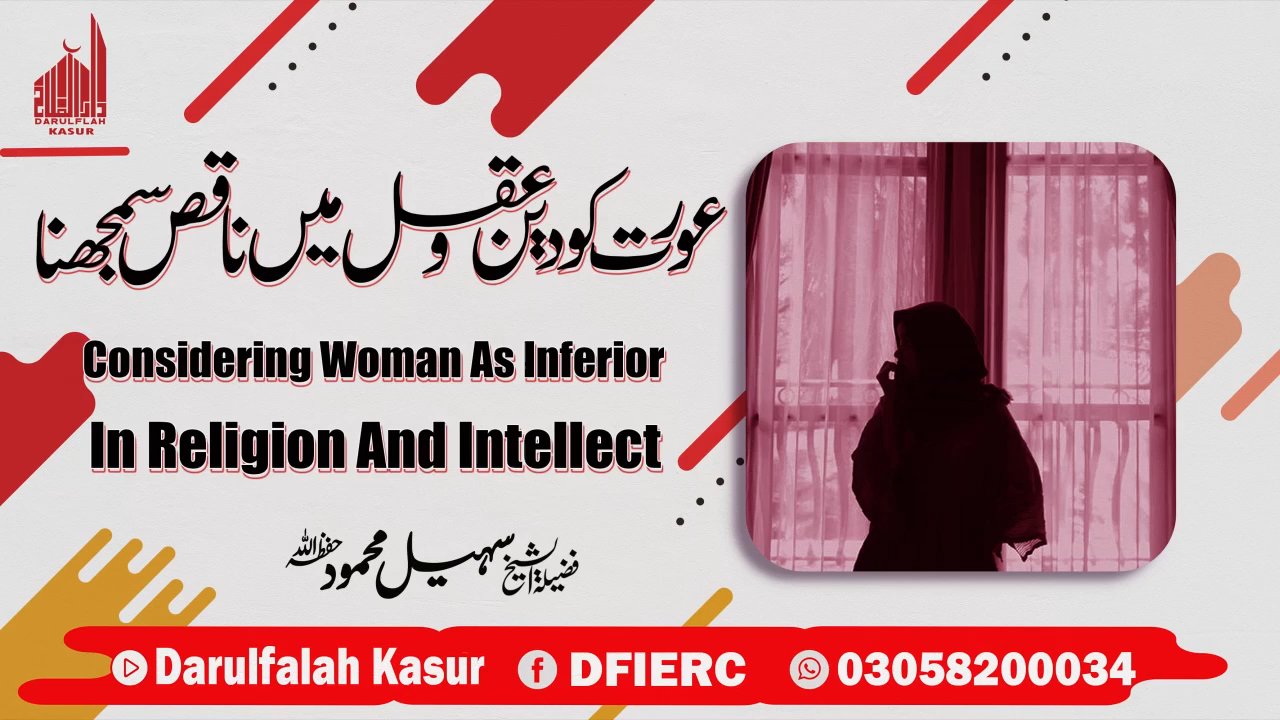 دارالفلاح
DARULFLAH
KASUR
عورت کو دین و عقل میں ناقص سمجھنا
Considering Woman As Inferior
In Religion And Intellect
فضیلۃ الشیخ سہیل محمود حفظہ اللہ
Darulfalah Kasur DFIERC 03058200034